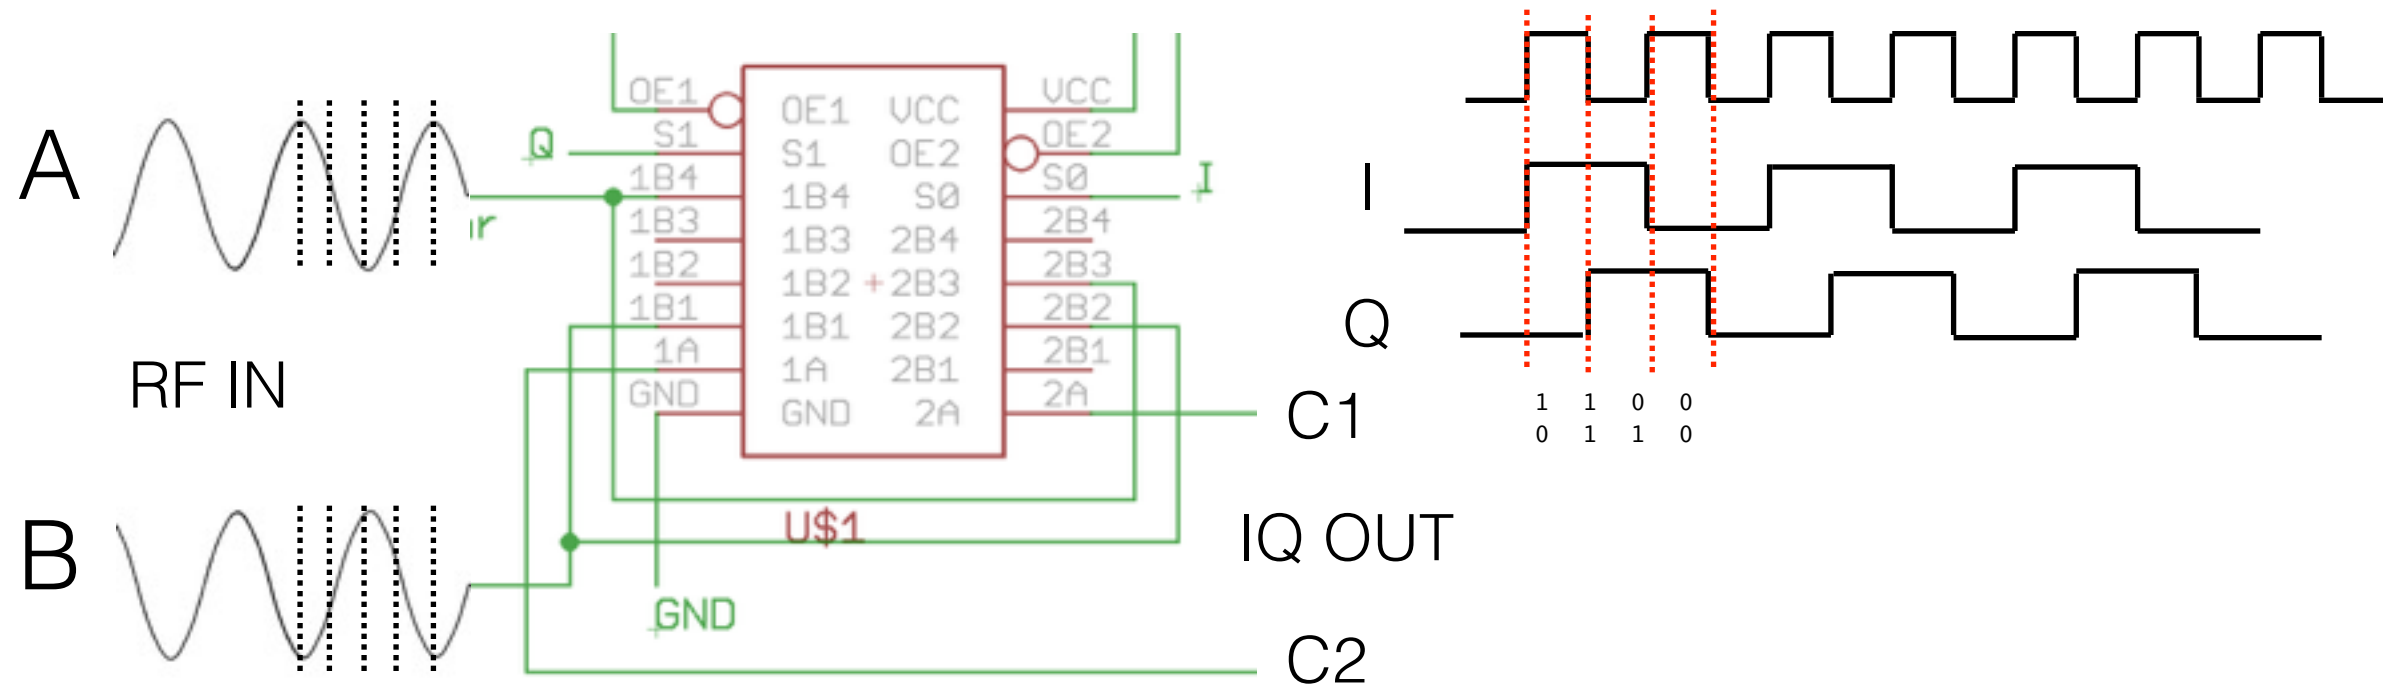 A
RF IN
B
Q
r
OE1
S1
1B4
1B3
1B2
1B1
1A
GND
OE1 VCC
S1 OE2
1B4 S0
1B3 2B4
1B2 2B3
1B1 2B2
1A 2B1
GND 2A
VCC
OE2
S0
2B4
2B3
2B2
2B1
2A
I
U$1
GND
C1
IQ OUT
C2
I
Q
1 1 0 0
0 1 1 0